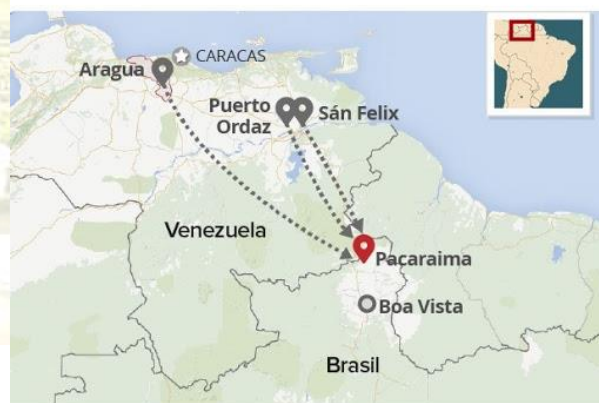 CARACAS
Aragua
Puerto
Ordaz
Sán Felix
Venezuela
Pacaraima
Boa Vista
Brasil